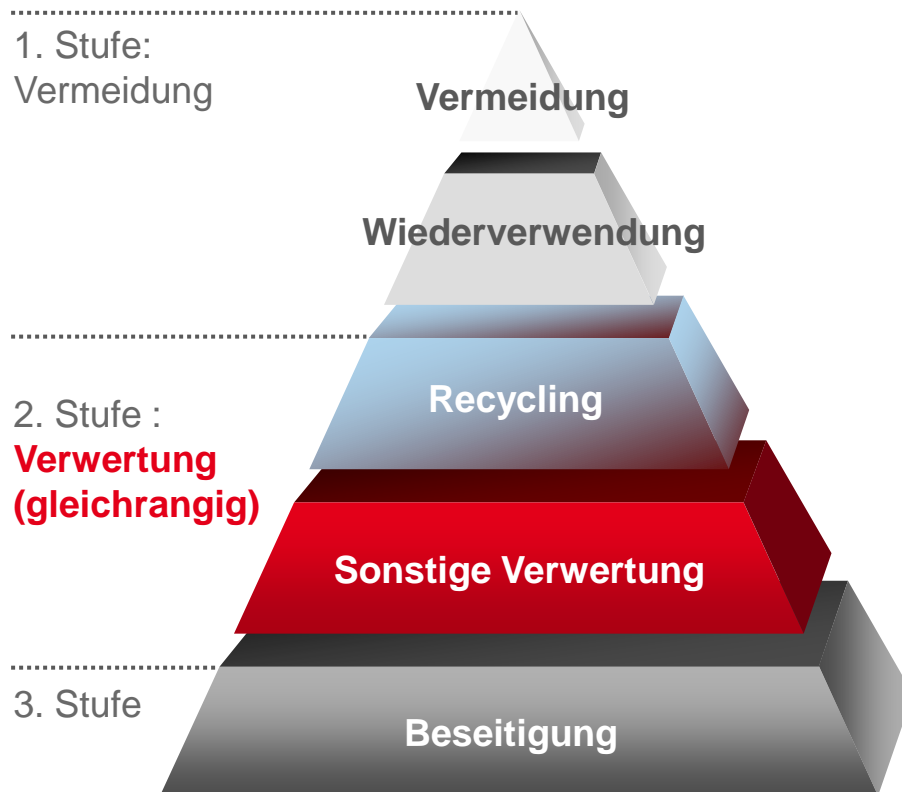 1. Stufe:
Vermeidung
Vermeidung
Wiederverwendung
Recycling
2. Stufe :
Verwertung
(gleichrangig)
Sonstige Verwertung
3. Stufe
Beseitigung